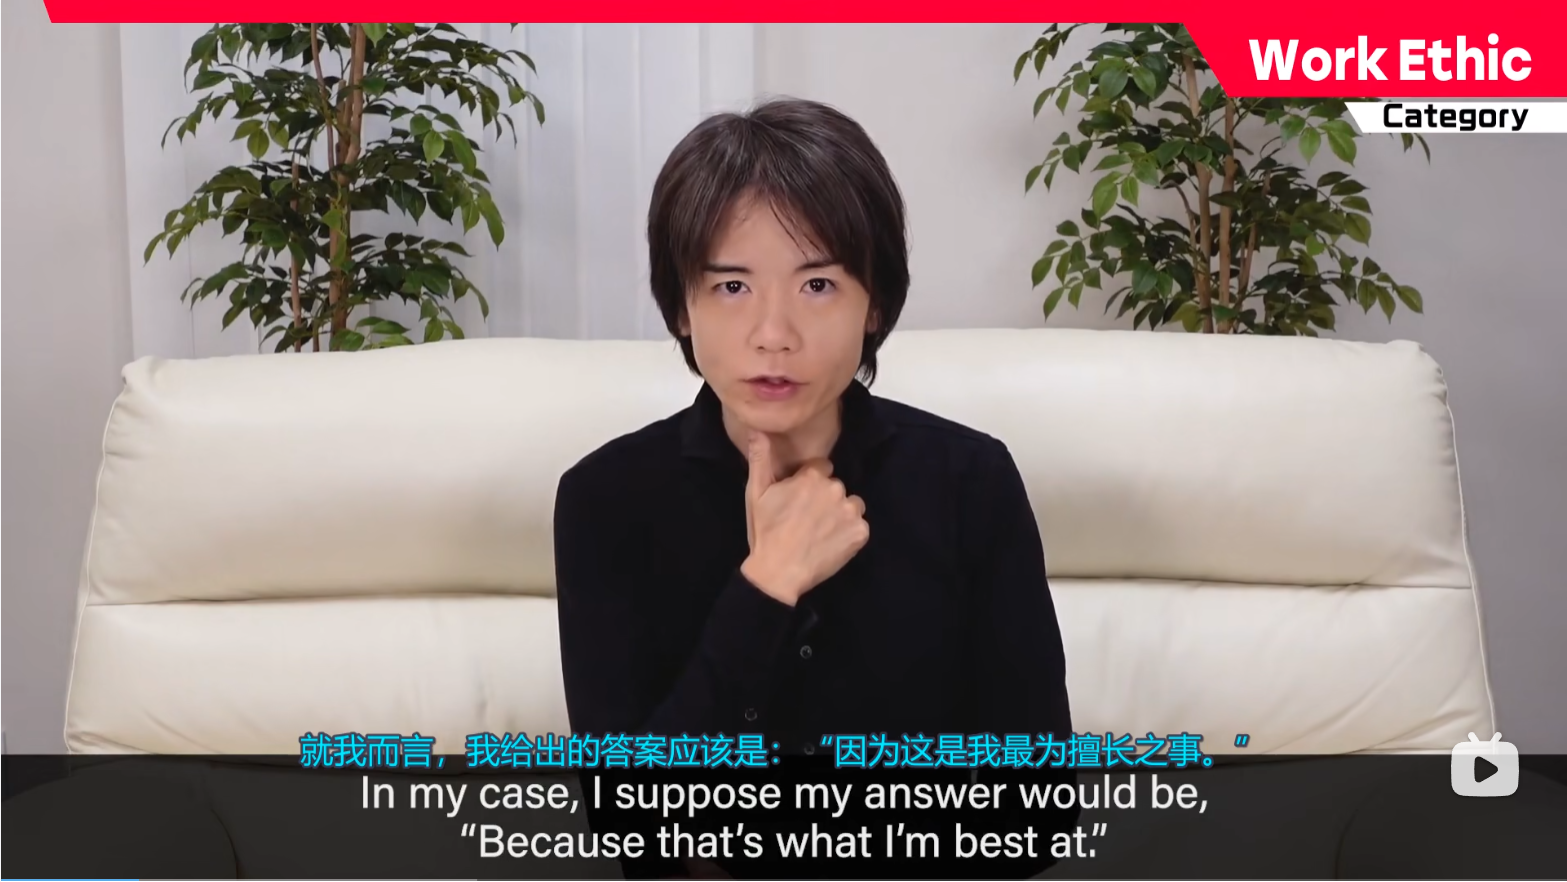 Work Ethic
Category
就我而言，我给出的答案应该是：“因为这是我最为擅长之事。”
In my case, I suppose my answer would be,
“Because that’s what I’m best at.”